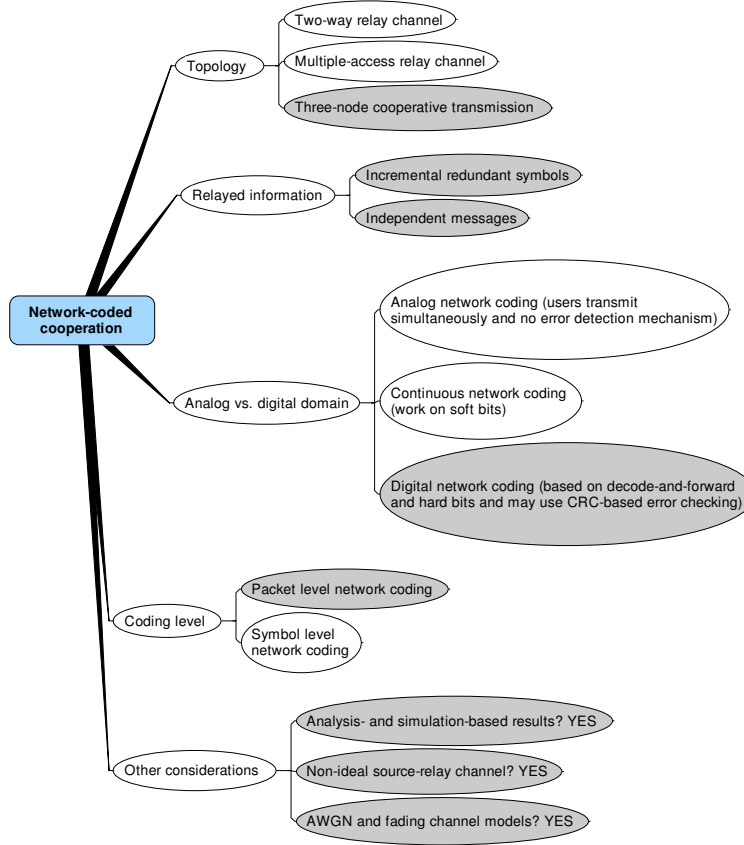 Two-way relay channel
Topology
Multiple-access relay channel
Three-node cooperative transmission
Incremental redundant symbols
Relayed information
Independent messages
Network-coded
cooperation
Analog network coding (users transmit
simultaneously and no error detection mechanism)
Analog vs. digital domain
Continuous network coding
(work on soft bits)
Digital network coding (based on decode-and-forward
and hard bits and may use CRC-based error checking)
Packet level network coding
Coding level
Symbol level
network coding
Analysis- and simulation-based results? YES
Other considerations
Non-ideal source-relay channel? YES
AWGN and fading channel models? YES